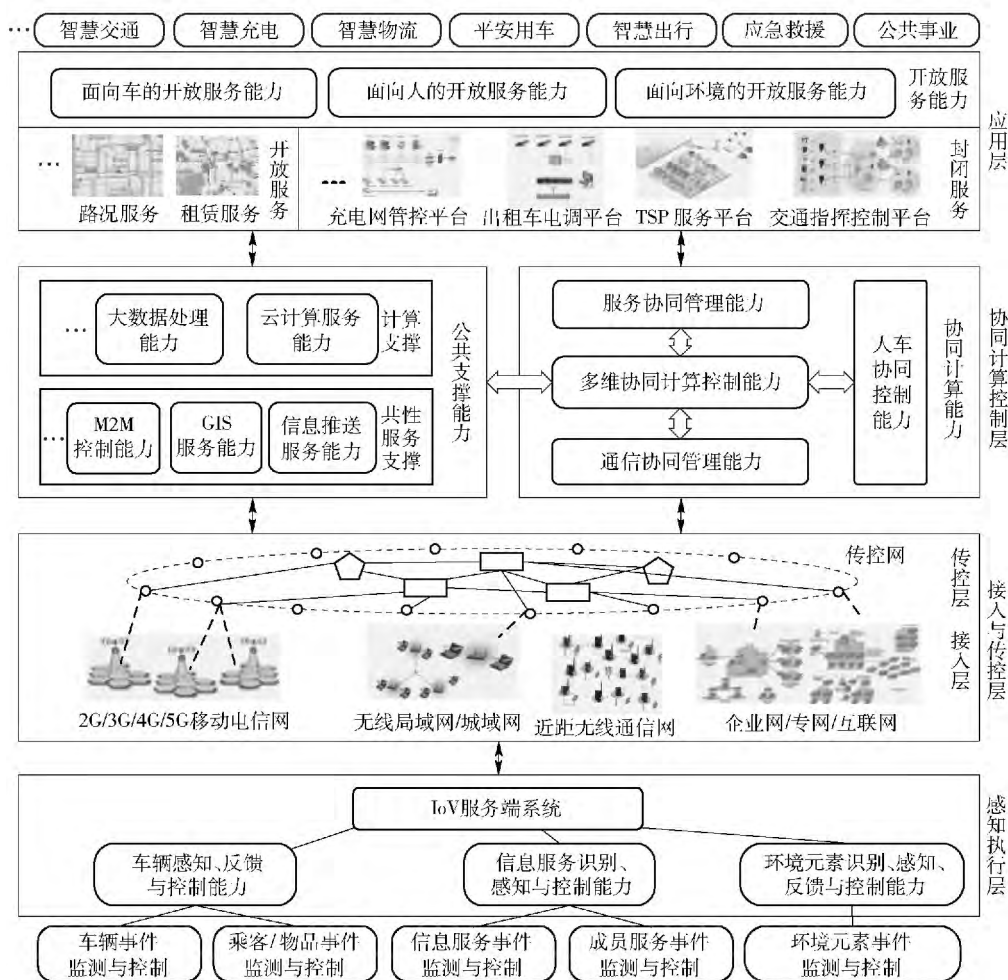 … 智慧交通 智慧充电 智慧物流 平安用车 智慧出行 应急救援 公共事业
面向车的开放服务能力 面向人的开放服务能力 面向环境的开放服务能力
开放服
务能力
应用层
…
开放服务
路况服务 租赁服务
…
封闭服务
充电网管控平台 出租车电调平台 TSP服务平台 交通指挥控制平台
…
大数据处理
能力
云计算服务
能力
计算
支撑
…
M2M
控制能力
GIS
服务能力
信息推送
服务能力
共性
服务
支撑
公共支撑能力
服务协同管理能力
多维协同计算控制能力
通信协同管理能力
人车
协同
控制
能力
协同计算能力
协同计算控制层
传控网
传控层
接入层
接入与传控层
2G/3G/4G/5G移动电信网 无线局域网/城域网 近距无线通信网 企业网/专网/互联网
IoV服务端系统
车辆感知、反馈
与控制能力
信息服务识别、
感知与控制能力
环境元素识别、感知、
反馈与控制能力
感知执行层
车辆事件
监测与控制
乘客/物品事件
监测与控制
信息服务事件
监测与控制
成员服务事件
监测与控制
环境元素事件
监测与控制